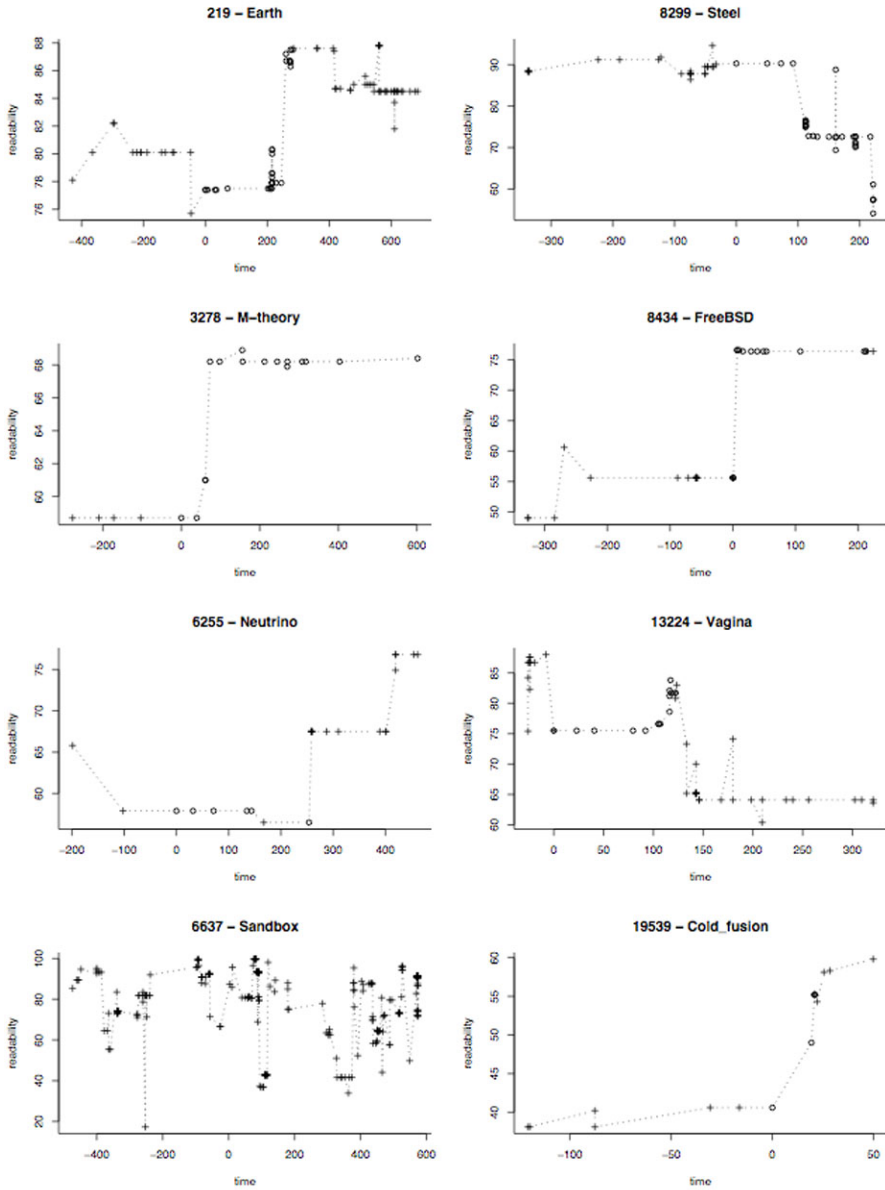 219 – Earth
readability
76 78 80 82 84 86 88
−400 −200 0 200 400 600
time
8299 – Steel
readability
60 70 80 90
−300 −200 −100 0 100 200
time
3278 – M−theory
readability
60 62 64 66 68
−200 0 200 400 600
time
8434 – FreeBSD
readability
50 55 60 65 70 75
−300 −200 −100 0 100 200
time
6255 – Neutrino
readability
60 65 70 75
−200 −100 0 100 200 300 400
time
13224 – Vagina
readability
60 65 70 75 80 85
0 50 100 150 200 250 300
time
6637 – Sandbox
readability
20 40 60 80 100
−400 −200 0 200 400 600
time
19539 – Cold_fusion
readability
40 45 50 55 60
−100 −50 0 50
time